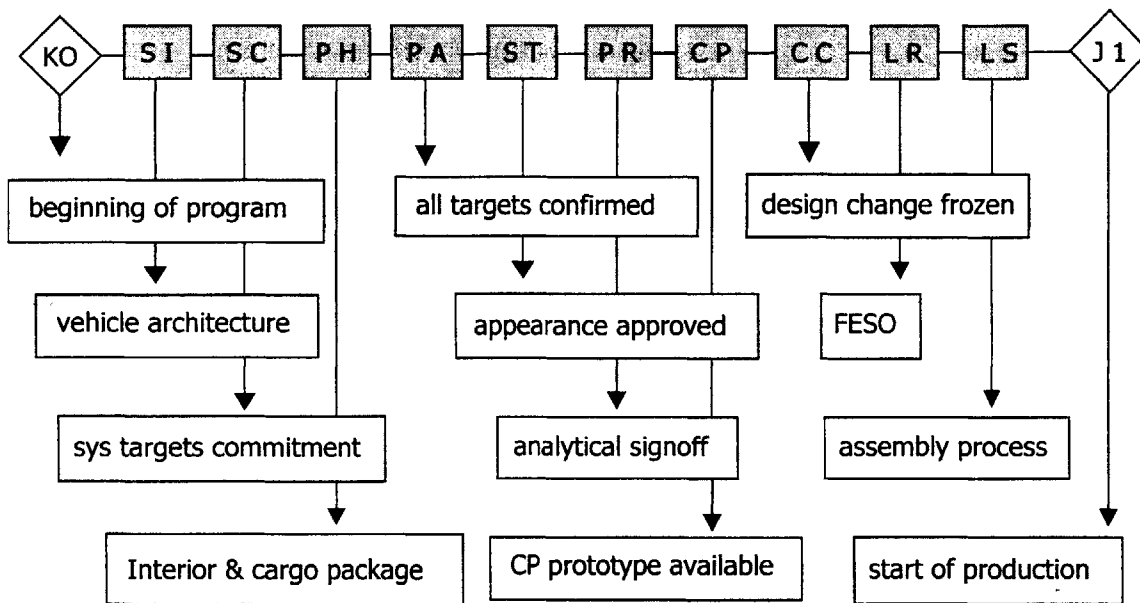 KO SI SC PH PA ST PR CP CC LR LS J1
beginning of program
all targets confirmed
design change frozen
vehicle architecture
appearance approved
FESO
sys targets commitment
analytical signoff
assembly process
Interior & cargo package
CP prototype available
start of production